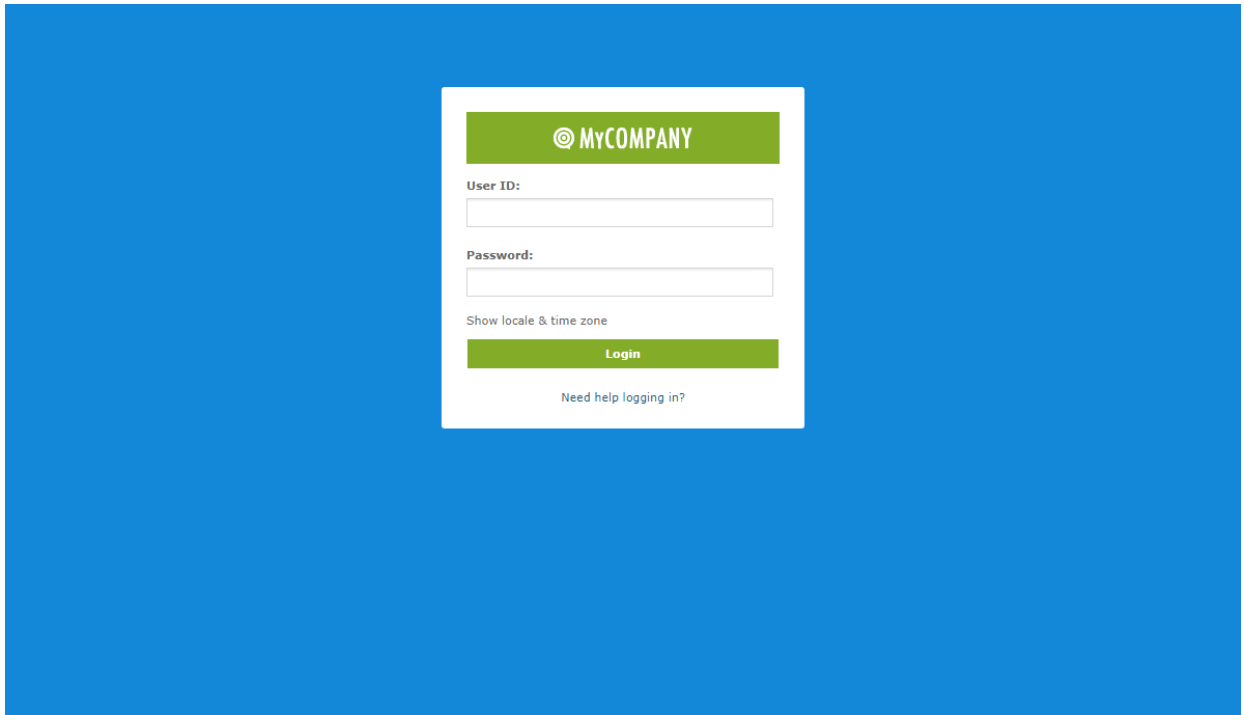 MyCOMPANY
User ID:
Password:
Show locale & time zone
Login
Need help logging in?